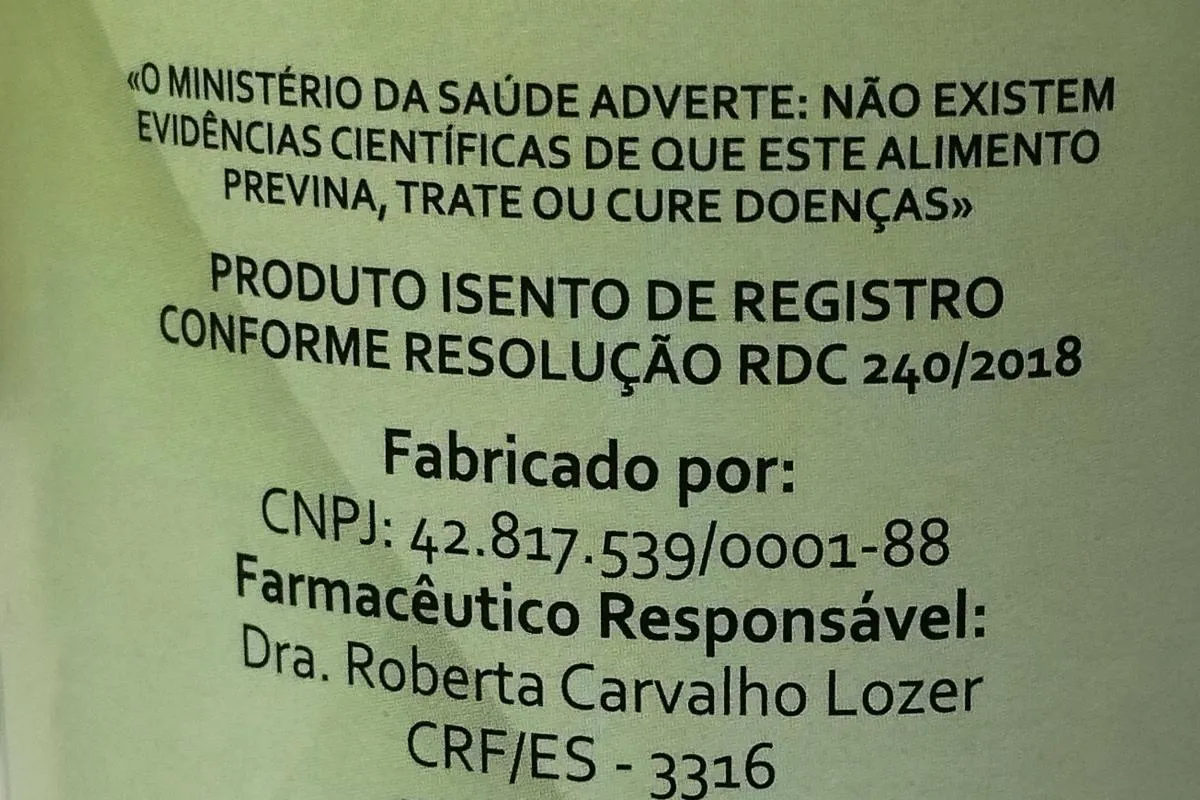 «O MINISTÉRIO DA SAÚDE ADVERTE: NÃO EXISTEM
EVIDÊNCIAS CIENTÍFICAS DE QUE ESTE ALIMENTO
PREVINA, TRATE OU CURE DOENÇAS»
PRODUTO ISENTO DE REGISTRO
CONFORME RESOLUÇÃO RDC 240/2018
Fabricado por:
CNPJ: 42.817.539/0001-88
Farmacêutico Responsável:
Dra. Roberta Carvalho Lozer
CRF/ES - 3316